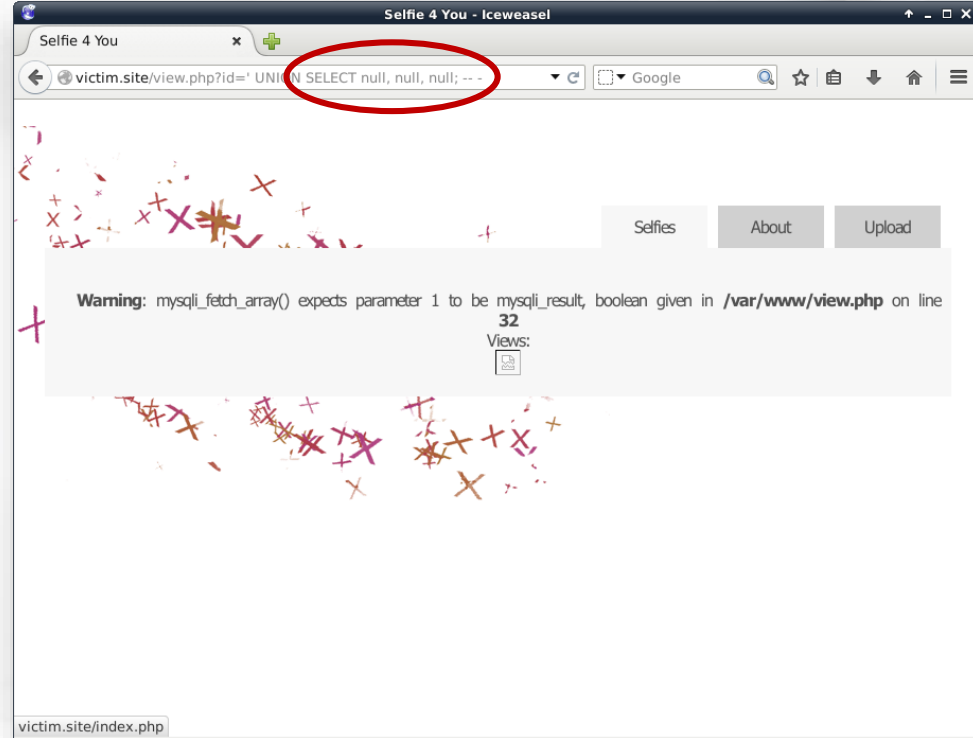 Selfie 4 You - Iceweasel
Selfie 4 You
victim.site/view.php?id=' UNION SELECT null, null, null; -- -
Google
Selfies
About
Upload
Warning: mysqli_fetch_array() expects parameter 1 to be mysqli_result, boolean given in /var/www/view.php on line
32
Views:
victim.site/index.php